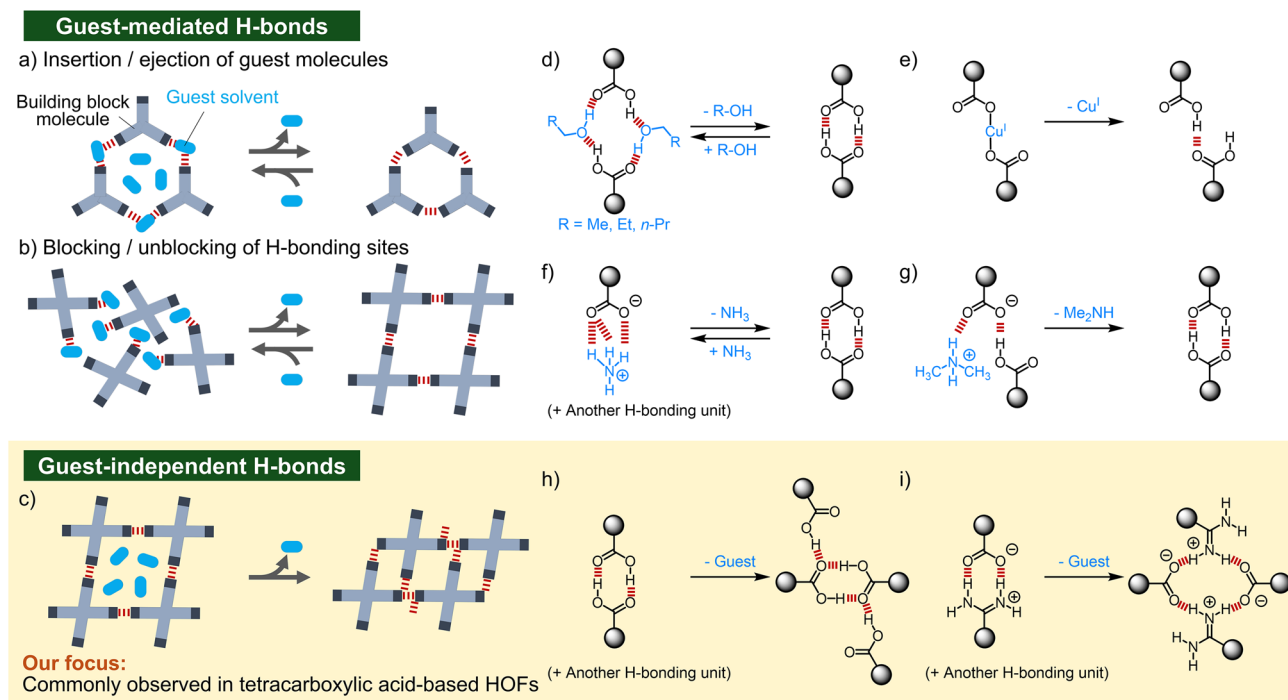 Guest-mediated H-bonds
a) Insertion / ejection of guest molecules
Building block
molecule
Guest solvent
b) Blocking / unblocking of H-bonding sites
d)
O
O
H
H
R
O
O
H
R
H
O
O
- R-OH
+ R-OH
R = Me, Et, n-Pr
O
O
H
H
O
O
e)
O
O
Cuᴵ
O
O
- Cuᴵ
O
O
H
H
O
O
f)
O
O
⊖
H
H
H
N
⊕
H
- NH₃
+ NH₃
(+ Another H-bonding unit)
O
O
H
H
O
O
g)
O
O
⊖
H
H
O
O
N
⊕
H₃C
CH₃
H
- Me₂NH
O
O
H
H
O
O
Guest-independent H-bonds
c)
Our focus:
Commonly observed in tetracarboxylic acid-based HOFs
h)
O
O
H
H
O
O
(+ Another H-bonding unit)
- Guest
O
O
H
O
H
O
O
H
O
H
O
O
i)
O
O
⊖
H
H
H
N
N
H
⊕
(+ Another H-bonding unit)
- Guest
H
N
H
⊕
N
⊖
O
H
H
O
O
H
H
O
⊖
⊕
N
H
N
H